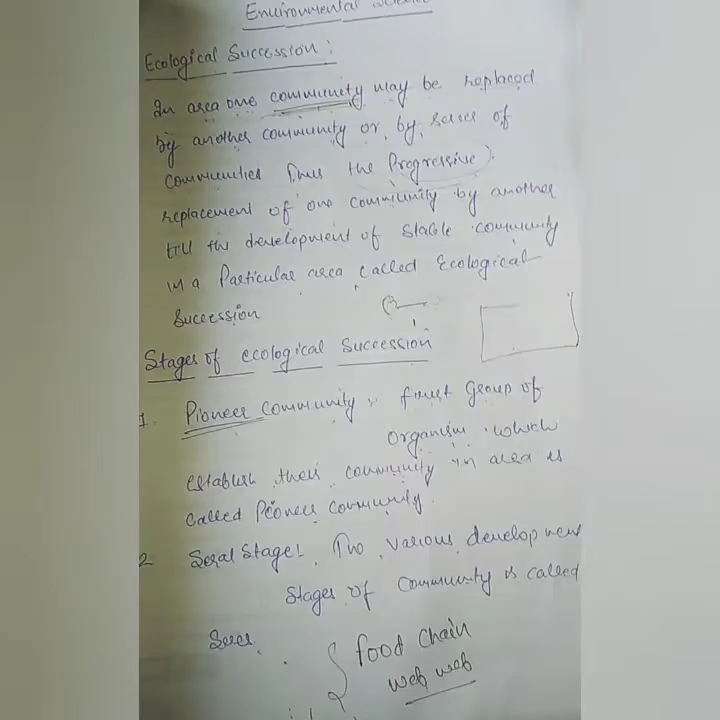 Environmental Science
Ecological Succession :
In area one community may be replaced
by another community or by series of
communities Thus the Progressive
replacement of one community by another
till the development of Stable community
in a Particular area called Ecological
Succession
Stages of ecological Succession
1. Pioneer Community, first group of
Organism which
establish their community in area is
called Pioneer Community.
2 Seral Stage! The various development
Stages of Community is called
Seres.
food chain
web web